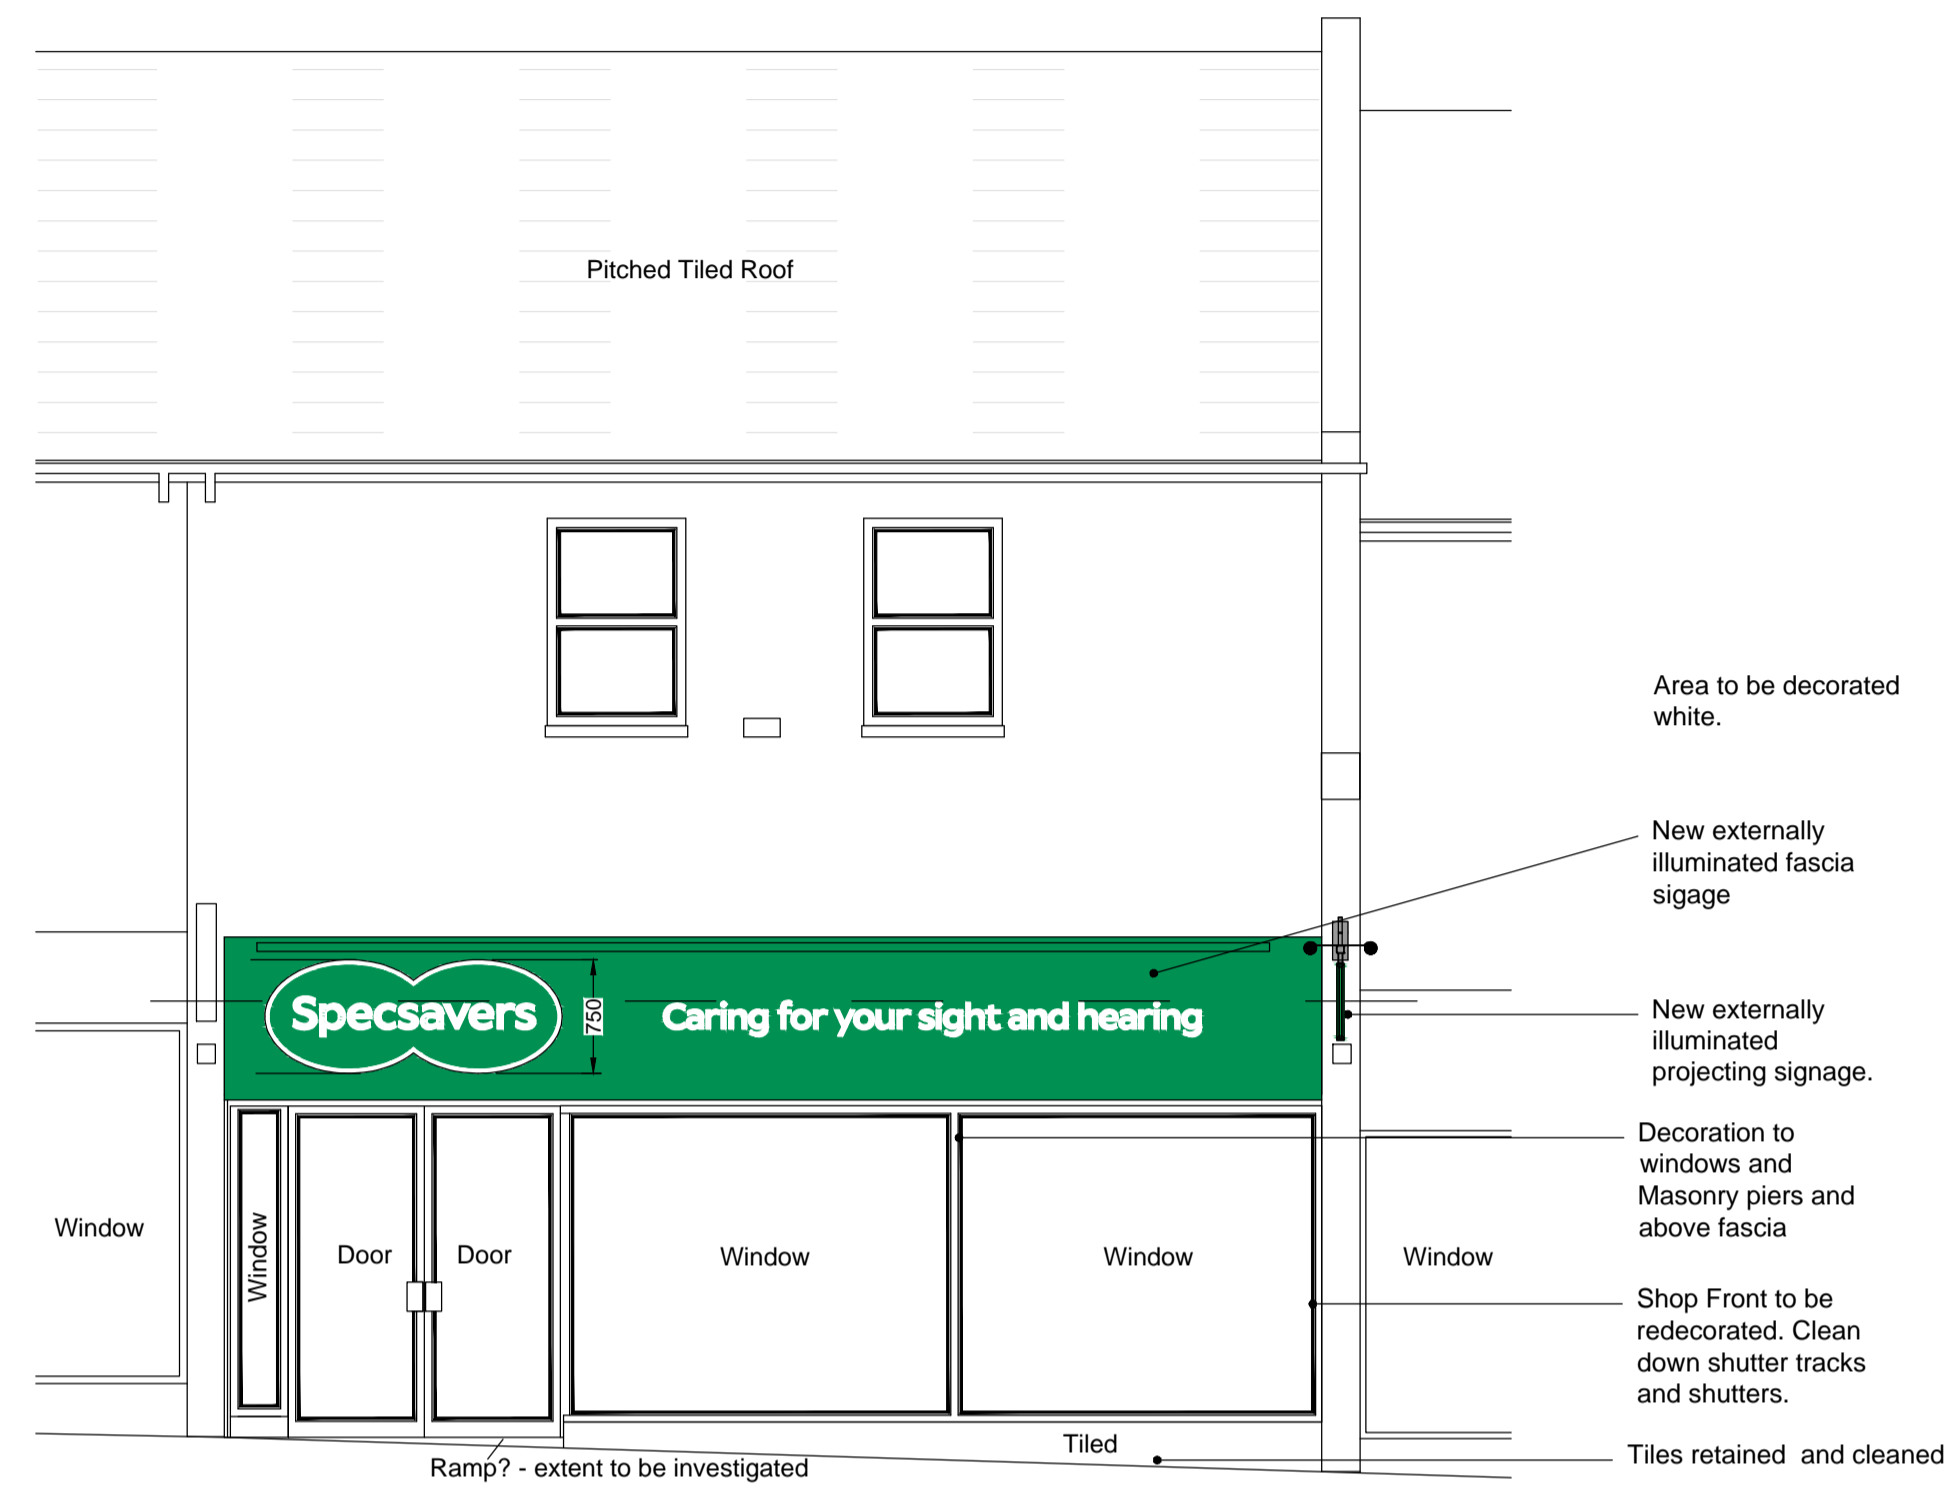 Pitched Tiled Roof
Area to be decorated
white.
New externally
illuminated fascia
sigage
Specsavers
750
Caring for your sight and hearing
New externally
illuminated
projecting signage.
Decoration to
windows and
Masonry piers and
above fascia
Window
Window
Door
Door
Window
Window
Window
Shop Front to be
redecorated. Clean
down shutter tracks
and shutters.
Tiled
Tiles retained and cleaned
Ramp? - extent to be investigated